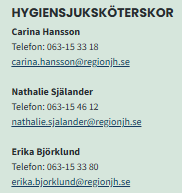 HYGIENSJUKSKÖTERSKOR
Carina Hansson
Telefon: 063-15 33 18
carina.hansson@regionjh.se
Nathalie Själander
Telefon: 063-15 46 12
nathalie.sjalander@regionjh.se
Erika Björklund
Telefon: 063-15 33 80
erika.bjorklund@regionjh.se